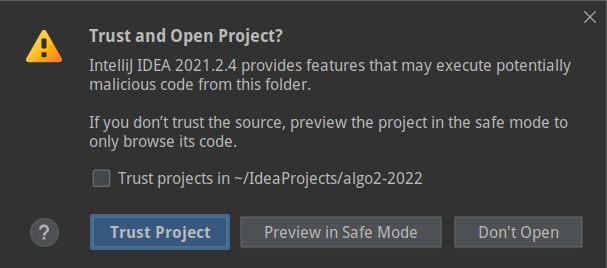 Trust and Open Project?
IntelliJ IDEA 2021.2.4 provides features that may execute potentially
malicious code from this folder.
If you don’t trust the source, preview the project in the safe mode to
only browse its code.
Trust projects in ~/IdeaProjects/algo2-2022
? Trust Project Preview in Safe Mode Don't Open